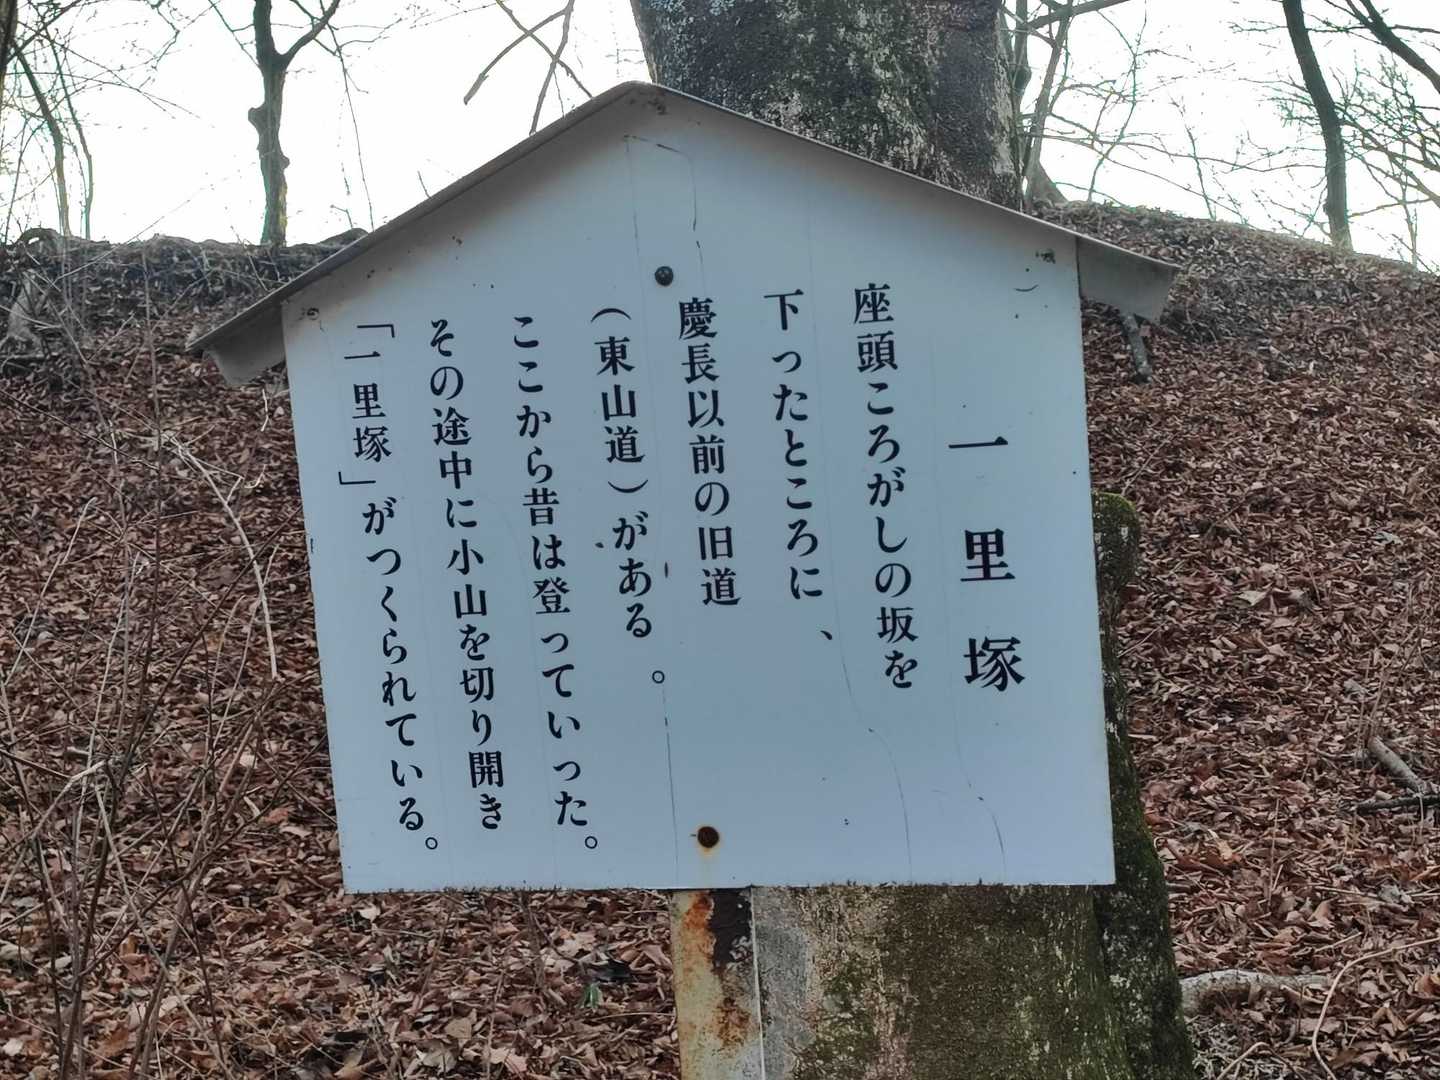 一里塚
座頭ころがしの坂を
下ったところに、
慶長以前の旧道
（東山道）がある。
ここから昔は登っていった。
その途中に小山を切り開き
「一里塚」がつくられている。